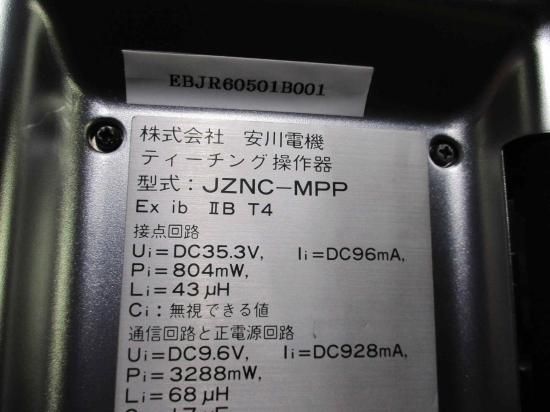 EBJR60501B001
株式会社 安川電機
ティーチング操作器
型式：JZNC-MPP
Ex ib ⅡB T4
接点回路
Ui=DC35.3V, Ii=DC96mA,
Pi=804mW,
Li=43μH
Ci：無視できる値
通信回路と正電源回路
Ui=DC9.6V, Ii=DC928mA,
Pi=3288mW,
Li=68μH